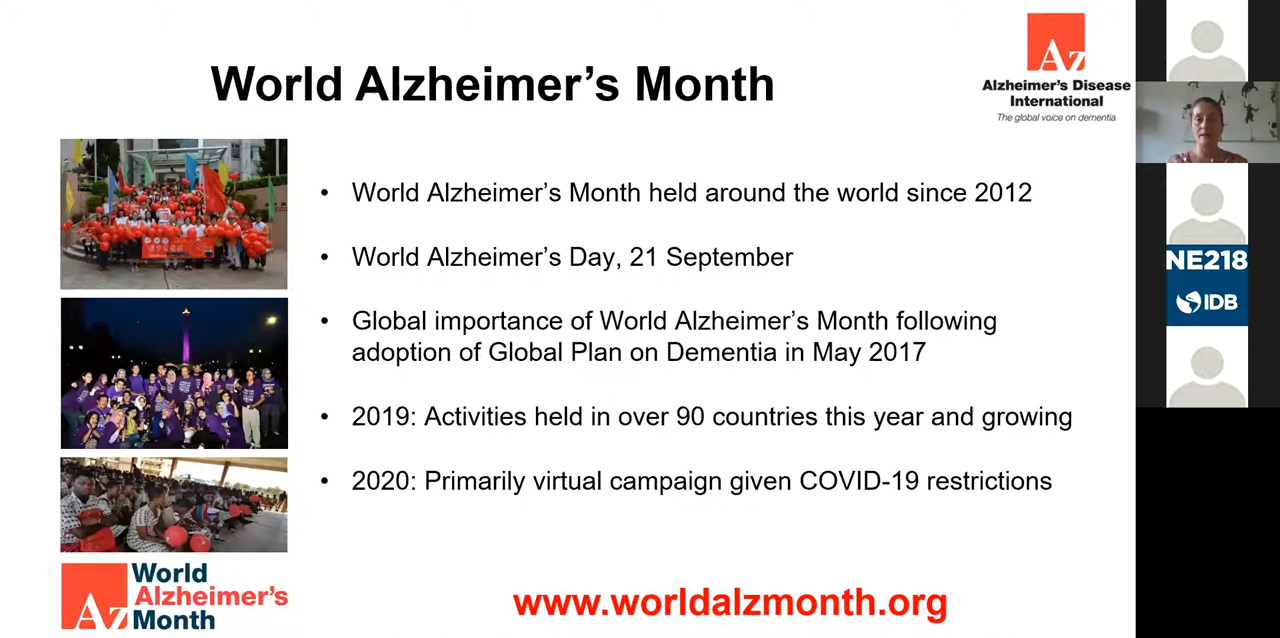 World Alzheimer’s Month
Az
Alzheimer’s Disease
International
The global voice on dementia
• World Alzheimer’s Month held around the world since 2012
• World Alzheimer’s Day, 21 September
• Global importance of World Alzheimer’s Month following
adoption of Global Plan on Dementia in May 2017
• 2019: Activities held in over 90 countries this year and growing
• 2020: Primarily virtual campaign given COVID-19 restrictions
Az
World
Alzheimer’s
Month
www.worldalzmonth.org
NE218
IDB